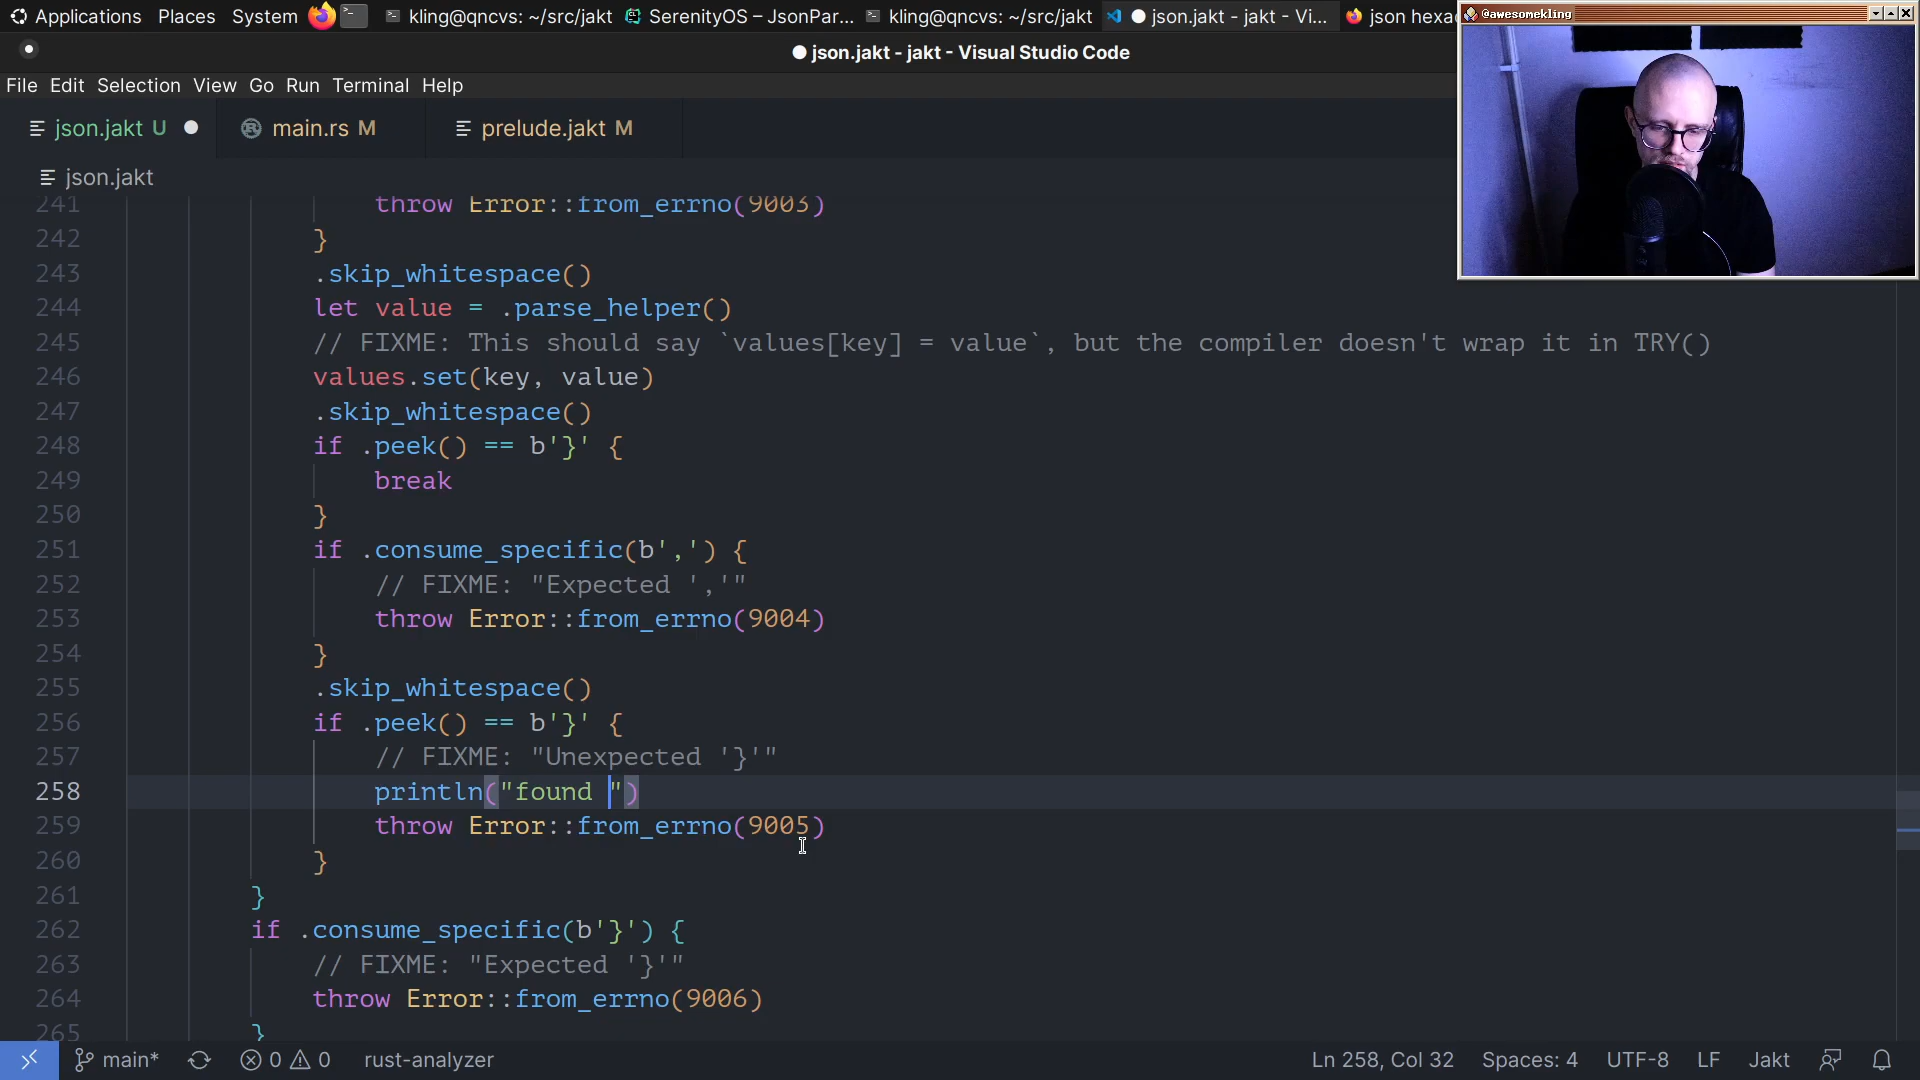 Applications Places System kling@qncvs: ~/src/jakt SerenityOS – JsonPar... kling@qncvs: ~/src/jakt ● json.jakt - jakt - Vi... json hexa
@awesomekling
● json.jakt - jakt - Visual Studio Code
File Edit Selection View Go Run Terminal Help
json.jakt U ● main.rs M prelude.jakt M
json.jakt
241 throw Error::from_errno(9003)
242 }
243 .skip_whitespace()
244 let value = .parse_helper()
245 // FIXME: This should say `values[key] = value`, but the compiler doesn't wrap it in TRY()
246 values.set(key, value)
247 .skip_whitespace()
248 if .peek() == b'}' {
249 break
250 }
251 if .consume_specific(b',') {
252 // FIXME: "Expected ','"
253 throw Error::from_errno(9004)
254 }
255 .skip_whitespace()
256 if .peek() == b'}' {
257 // FIXME: "Unexpected '}'"
258 println("found ")
259 throw Error::from_errno(9005)
260 }
261 }
262 if .consume_specific(b'}') {
263 // FIXME: "Expected '}'"
264 throw Error::from_errno(9006)
265 }
main* 0 0 rust-analyzer Ln 258, Col 32 Spaces: 4 UTF-8 LF Jakt